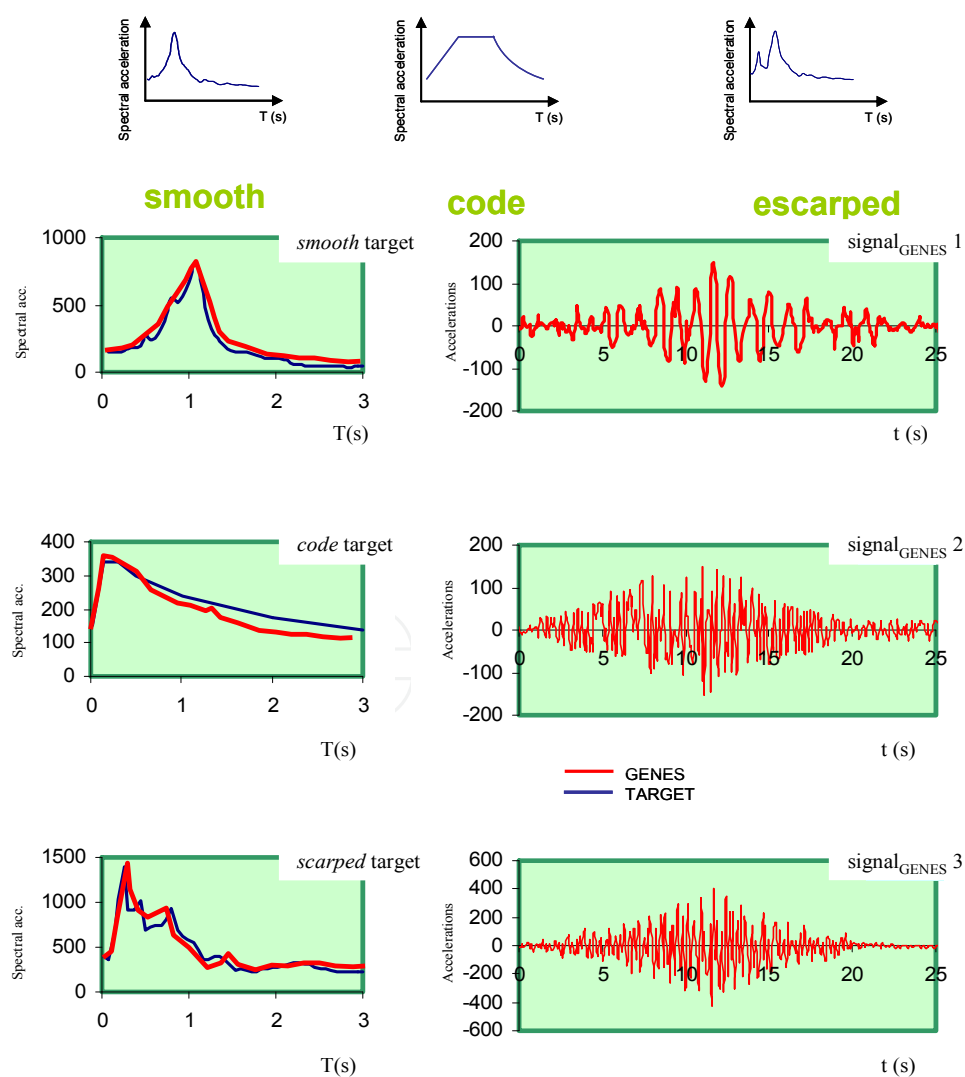 Spectral acceleration
T (s)
Spectral acceleration
T (s)
Spectral acceleration
T (s)
smooth
code
escarped
1000
500
0
0 1 2 3
Spectral acc.
smooth target
T(s)
200
100
0
-100
-200
0 5 10 15 20 25
Accelerations
signalGENES 1
t (s)
400
300
200
100
0
0 1 2 3
Spectral acc.
code target
T(s)
200
100
0
-100
-200
0 5 10 15 20 25
Accelerations
signalGENES 2
t (s)
GENES
TARGET
1500
1000
500
0
0 1 2 3
Spectral acc.
scarped target
T(s)
600
400
200
0
-200
-400
-600
0 5 10 15 20 25
Accelerations
signalGENES 3
t (s)